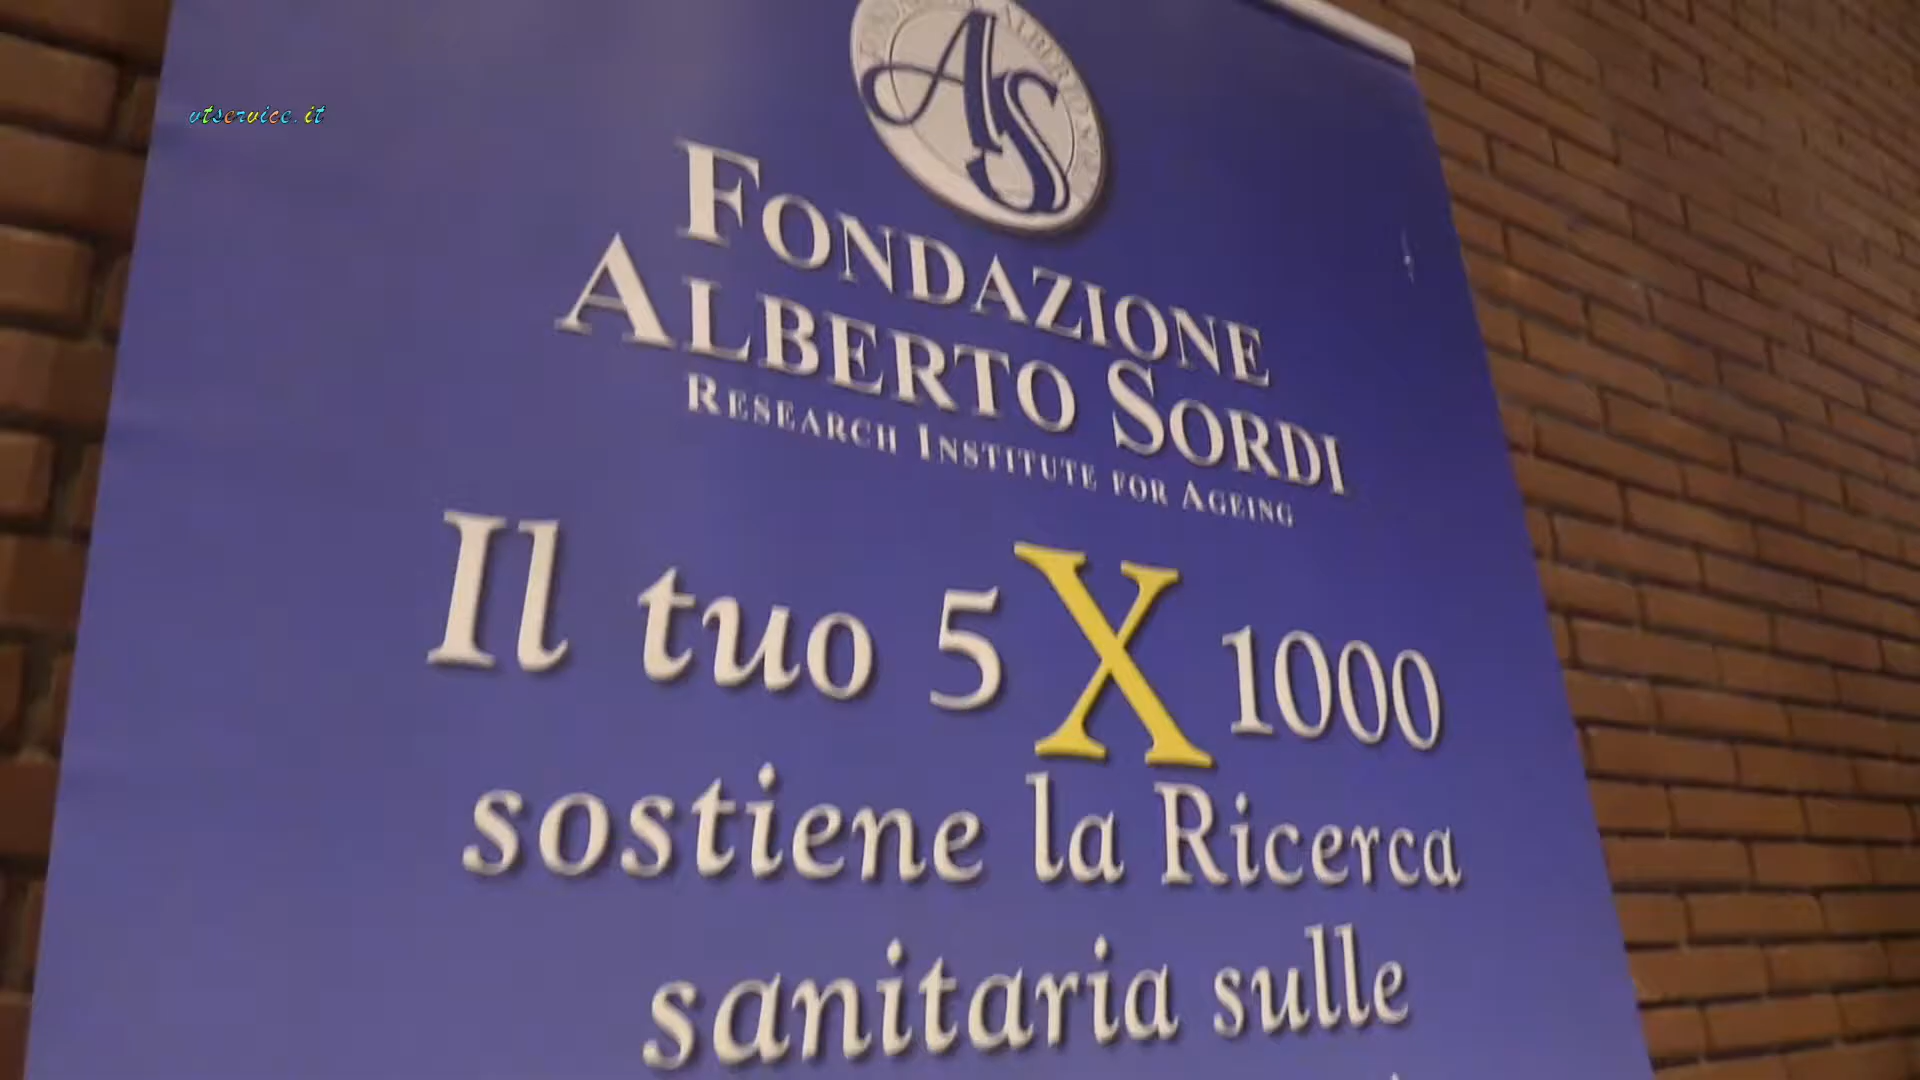 vtservice.it
AS
FONDAZIONE
ALBERTO SORDI
RESEARCH INSTITUTE FOR AGEING
Il tuo 5 X 1000
sostiene la Ricerca
sanitaria sulle